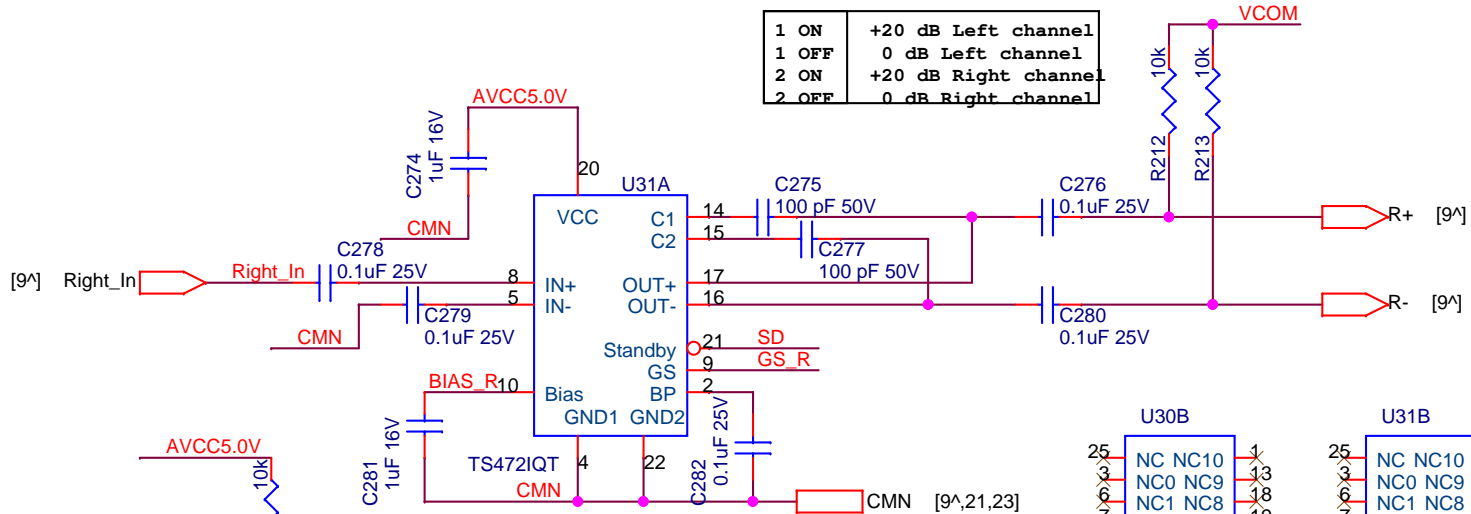 1 ON +20 dB Left channel
1 OFF 0 dB Left channel
2 ON +20 dB Right channel
2 OFF 0 dB Right channel
VCOM
10k
10k
R212
R213
AVCC5.0V
C274
1uF 16V
CMN
20
U31A
VCC
C1
C2
14
15
C275
100 pF 50V
C277
100 pF 50V
C276
0.1uF 25V
R+ [9^]
[9^] Right_In
Right_In
C278
0.1uF 25V
8
IN+
5
IN-
C279
0.1uF 25V
CMN
OUT+
17
OUT-
16
C280
0.1uF 25V
R- [9^]
Standby
21
SD
GS
9
GS_R
BP
2
BIAS_R
10
Bias
GND1 GND2
C281
1uF 16V
TS472IQT
4
22
C282
0.1uF 25V
CMN
CMN [9^,21,23]
AVCC5.0V
10k
U30B
25
NC NC10
1
3
NC0 NC9
13
6
NC1 NC8
18
U31B
25
NC NC10
3
NC0 NC9
6
NC1 NC8